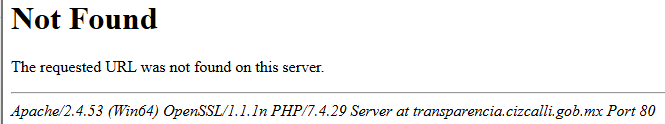 Not Found
The requested URL was not found on this server.
Apache/2.4.53 (Win64) OpenSSL/1.1.1n PHP/7.4.29 Server at transparencia.cizcalli.gob.mx Port 80